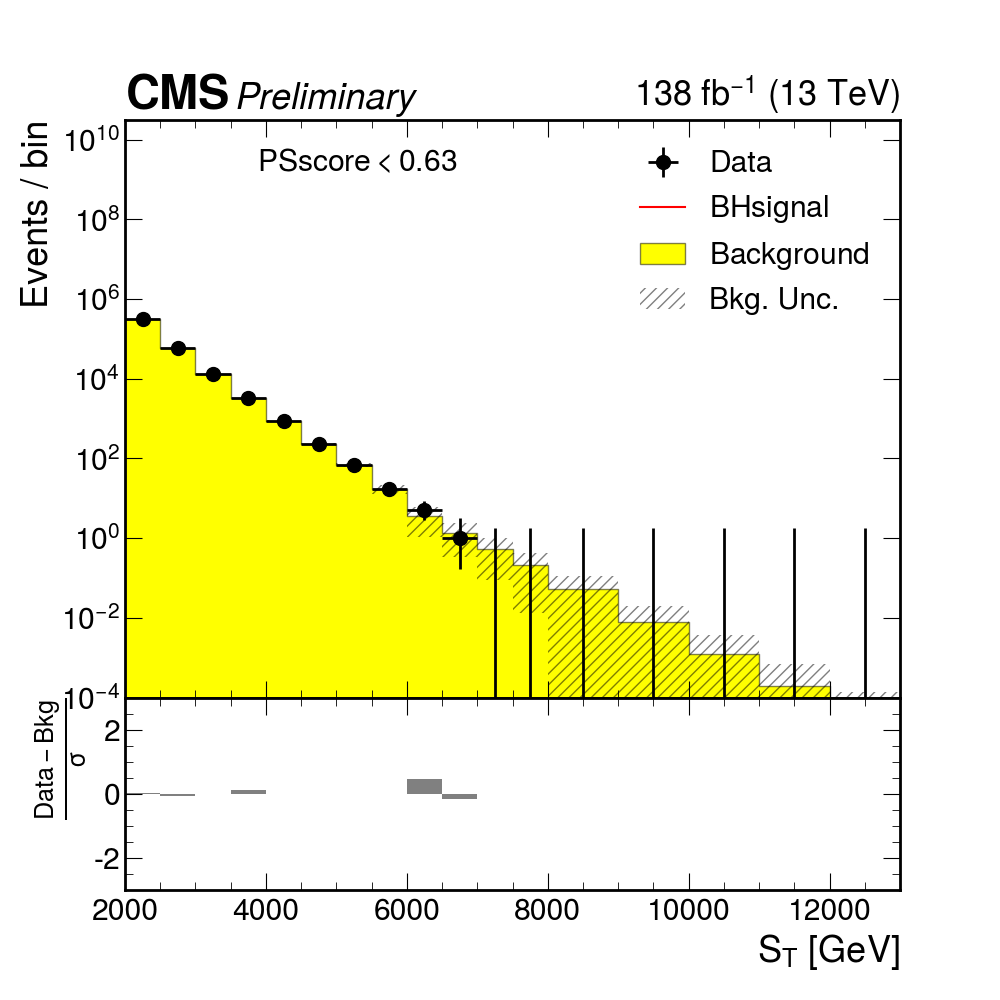 CMS Preliminary
138 fb⁻¹ (13 TeV)
Events / bin
10¹⁰
10⁸
10⁶
10⁴
10²
10⁰
10⁻²
10⁻⁴
PSscore < 0.63
Data
BHsignal
Background
Bkg. Unc.
Data – Bkg
σ
2
0
-2
2000 4000 6000 8000 10000 12000
S_T [GeV]